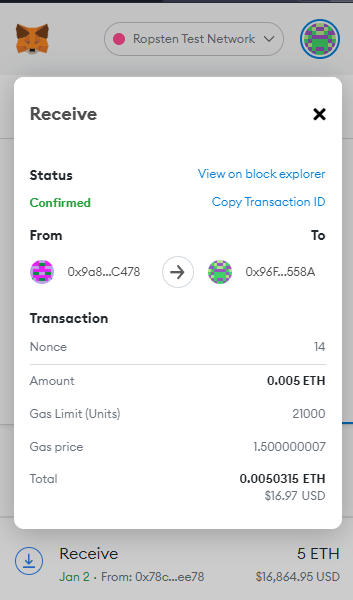 Ropsten Test Network
Receive
Status
View on block explorer
Confirmed
Copy Transaction ID
From
To
0x9a8...C478
0x96F...558A
Transaction
Nonce
14
Amount
0.005 ETH
Gas Limit (Units)
21000
Gas price
1.500000007
Total
0.0050315 ETH
$16.97 USD
Receive
5 ETH
Jan 2 · From: 0x78c...ee78
$16,864.95 USD